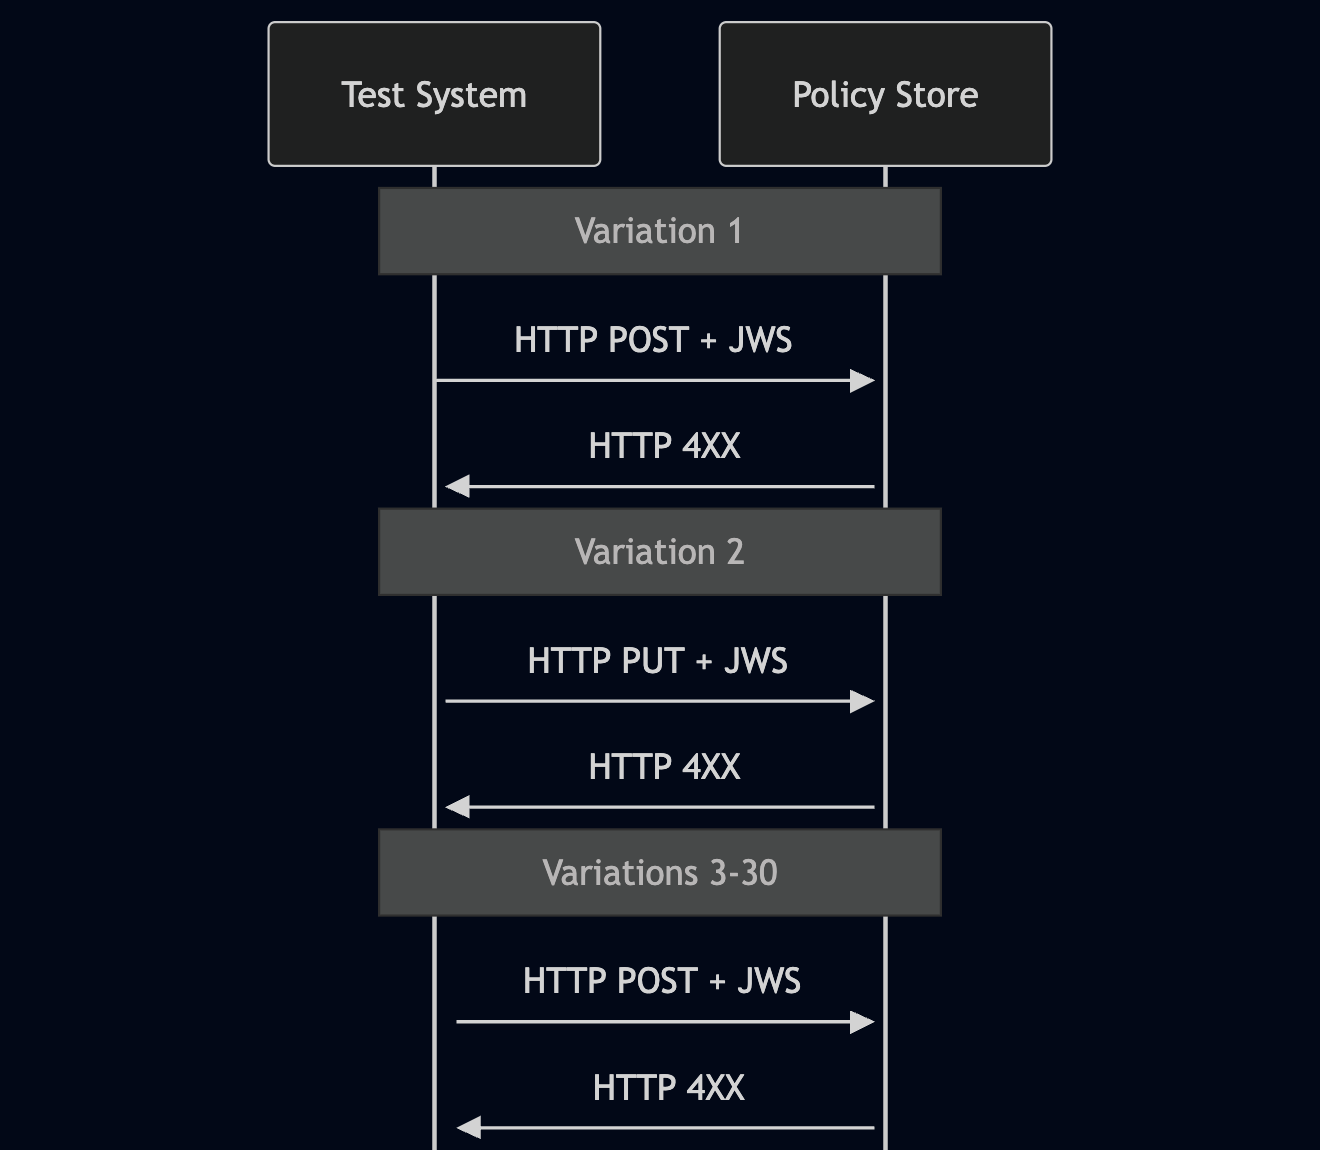 Test System
Policy Store
Variation 1
HTTP POST + JWS
HTTP 4XX
Variation 2
HTTP PUT + JWS
HTTP 4XX
Variations 3-30
HTTP POST + JWS
HTTP 4XX